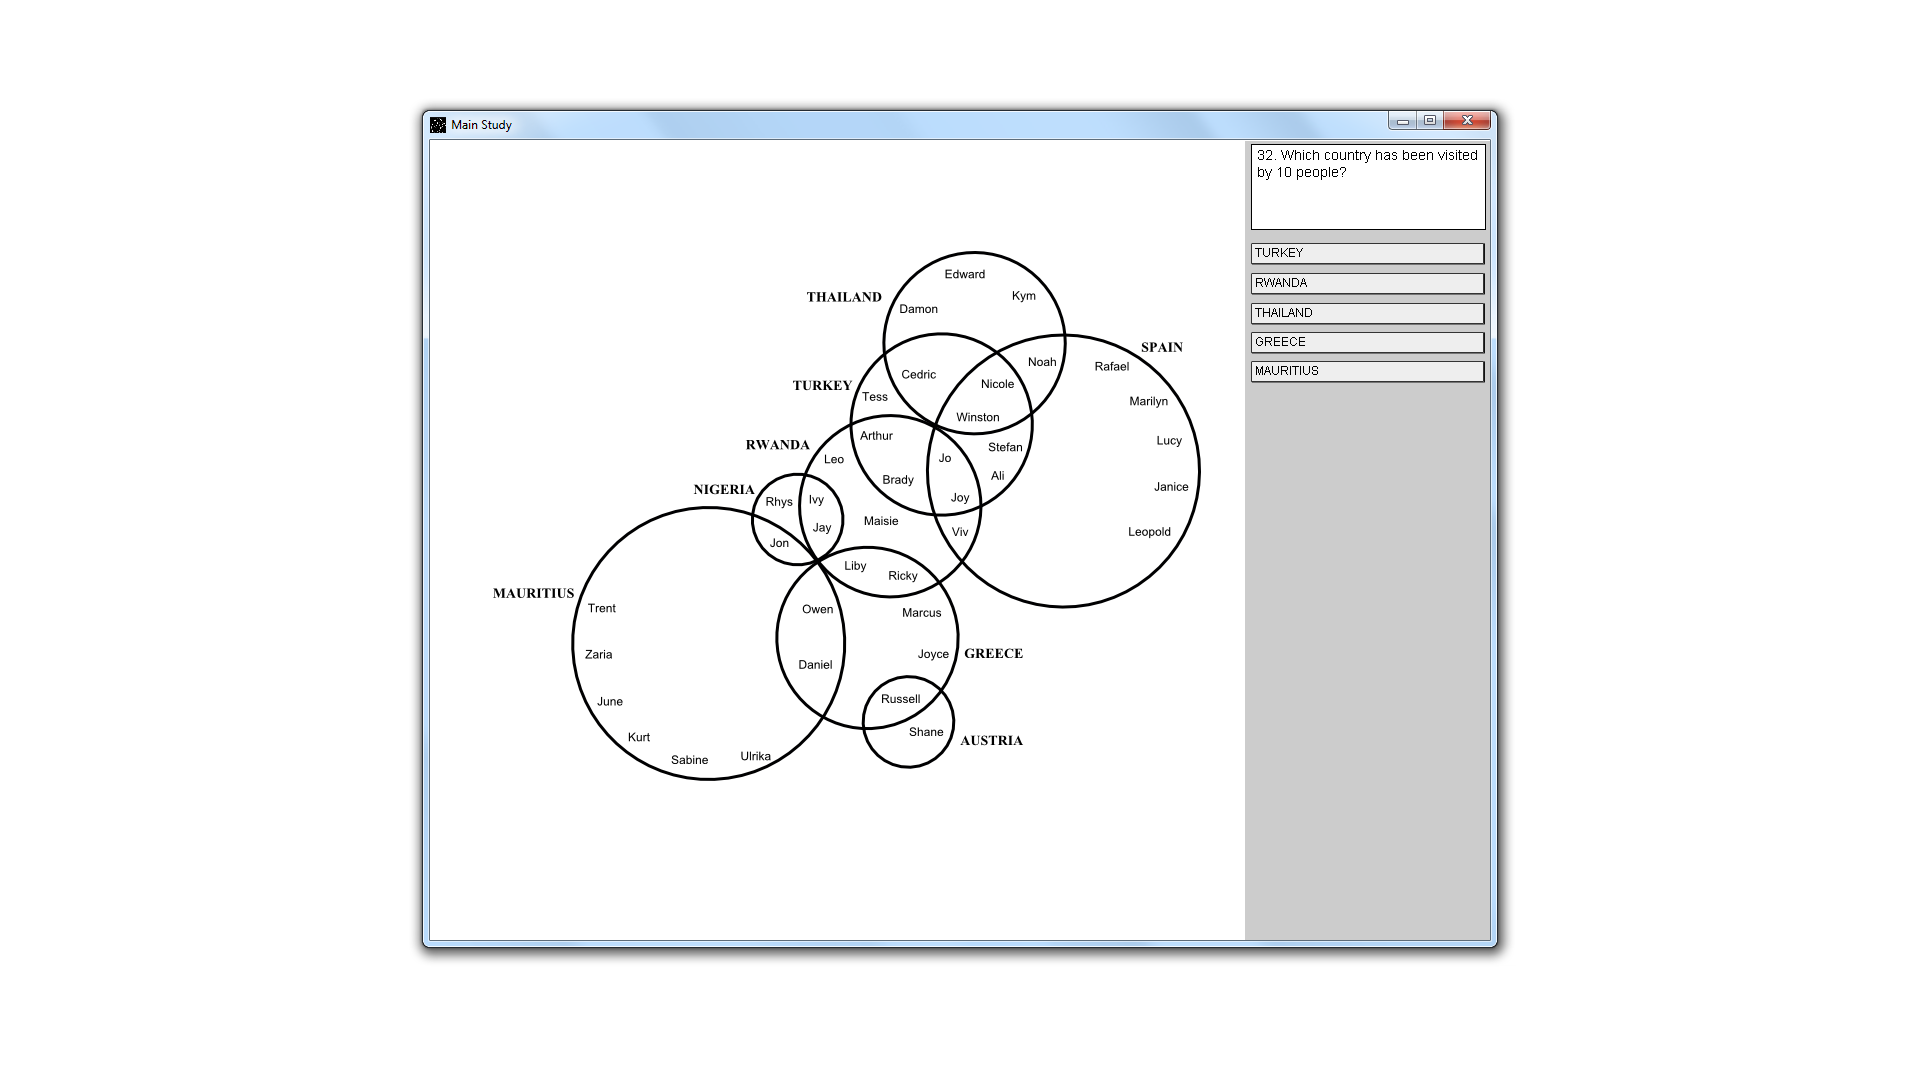 Main Study
32. Which country has been visited
by 10 people?
TURKEY
RWANDA
THAILAND
GREECE
MAURITIUS
Edward
THAILAND
Kym
Damon
SPAIN
Noah
Rafael
Cedric
Nicole
TURKEY
Tess
Marilyn
Winston
Arthur
Lucy
RWANDA
Stefan
Leo
Jo
Ali
Brady
Janice
NIGERIA
Rhys
Ivy
Joy
Maisie
Jay
Viv
Leopold
Jon
Liby
Ricky
MAURITIUS
Trent
Owen
Marcus
Zaria
Joyce
GREECE
Daniel
June
Russell
Kurt
Shane
AUSTRIA
Sabine
Ulrika